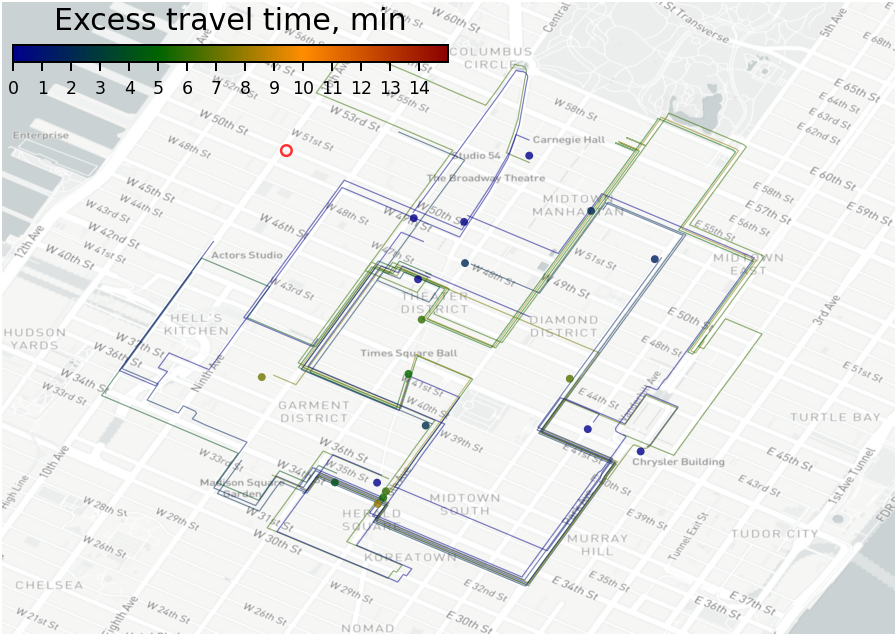 Excess travel time, min
0 1 2 3 4 5 6 7 8 9 10 11 12 13 14
W 60th St
Central
St Transverse
5th Ave
W 56th St
COLUMBUS
CIRCLE
E 65th St
E 64th St
E 63rd St
E 62nd St
W 52nd St
W 53rd St
W 58th St
W 50th St
W 51st St
Enterprise
W 48th St
Carnegie Hall
Studio 54
The Broadway Theatre
E 60th St
W 45th St
W 44th St
W 43rd St
W 48th St
W 50th St
MIDTOWN
MANHATTAN
E 58th St
E 57th St
E 56th St
E 55th St
12th Ave
W 42nd St
W 41st St
W 40th St
W 46th St
W 47th St
Actors Studio
W 51st St
W 48th St
W 49th St
MIDTOWN
EAST
W 43rd St
THEATER
DISTRICT
DIAMOND
DISTRICT
E 50th St
3rd Ave
HELL'S
KITCHEN
HUDSON
YARDS
W 37th St
W 36th St
W 34th St
W 33rd St
Ninth Ave
Times Square Ball
E 48th St
E 51st St
W 41st St
W 40th St
E 44th St
Vanderbilt Ave
GARMENT
DISTRICT
W 39th St
TURTLE BAY
W 36th St
W 35th St
W 34th St
W 33rd St
E 41st St
Chrysler Building
E 45th St
E 43rd St
10th Ave
High Line
Madison Square
Garden
1st Ave Tunnel
FDR
W 28th St
W 29th St
W 31st St
W 30th St
HERALD
SQUARE
MIDTOWN
SOUTH
E 39th St
Tunnel Exit St
TUDOR CITY
W 26th St
MURRAY
HILL
KOREATOWN
CHELSEA
E 32nd St
E 34th St
E 35th St
E 37th St
E 36th St
W 29th St
W 21st St
W 24th St
W 26th St
Eighth Ave
E 30th St
NOMAD